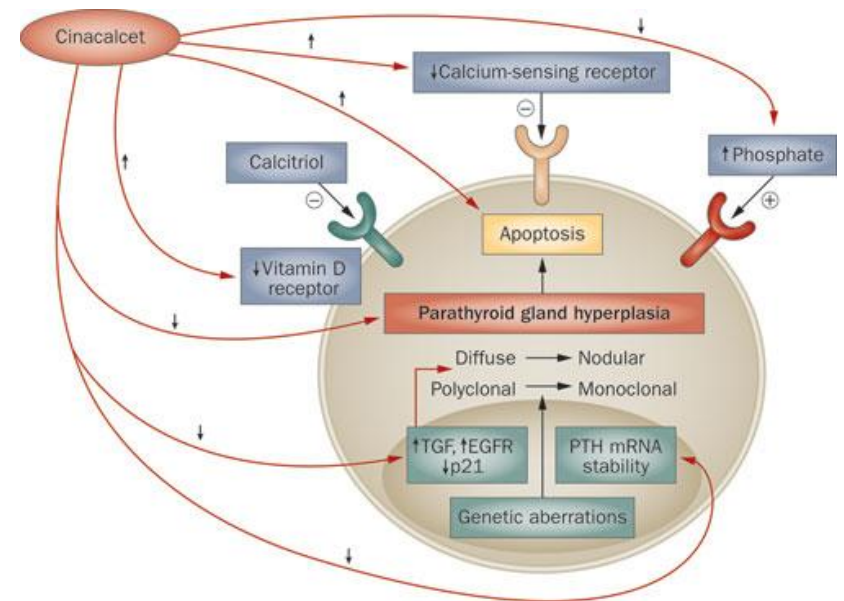 Cinacalcet
↓
↑
↓Calcium-sensing receptor
↑
−
↑Phosphate
↑
Calcitriol
−
+
Apoptosis
↓Vitamin D
receptor
Parathyroid gland hyperplasia
↓
Diffuse → Nodular
Polyclonal → Monoclonal
↓
↑TGF, ↑EGFR
↓p21
PTH mRNA
stability
Genetic aberrations
↓